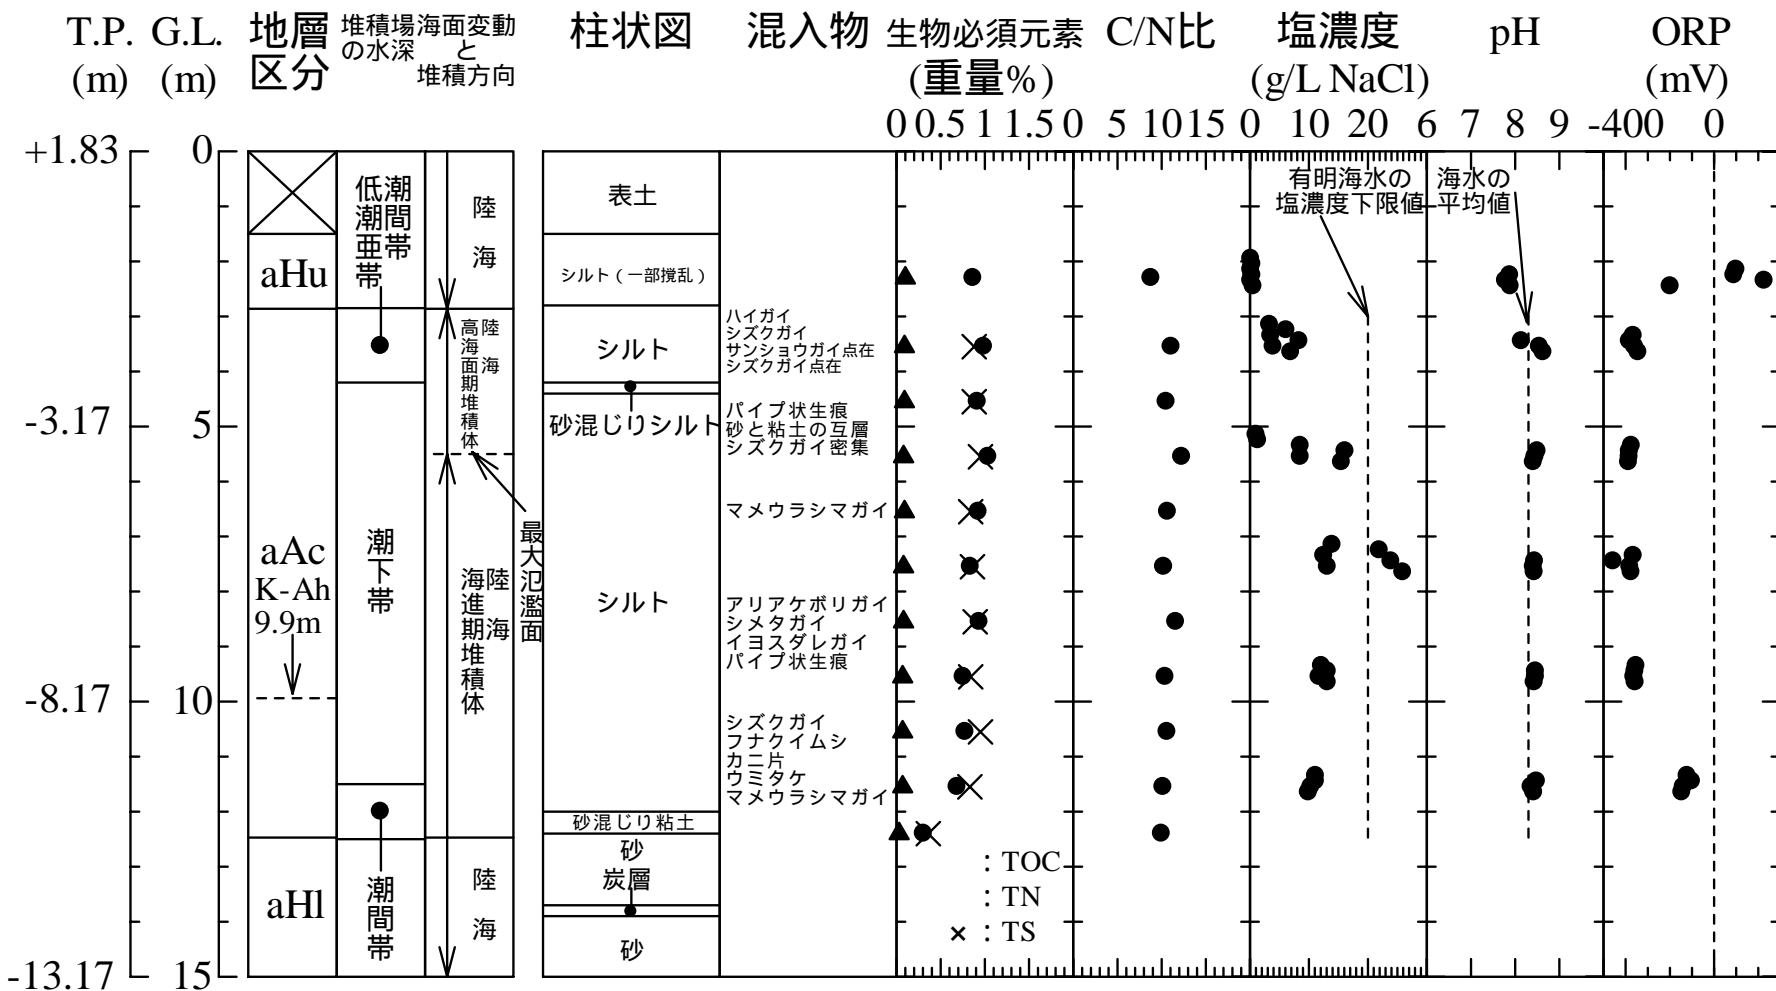 T.P.
(m)
G.L.
(m)
地層
区分
堆積場
の水深
海面変動
と
堆積方向
柱状図
混入物
生物必須元素
(重量%)
C/N比
塩濃度
(g/L NaCl)
pH
ORP
(mV)
0 0.5 1 1.5 0 5 10 15 0 10 20 6 7 8 9 -400 0
+1.83
-3.17
-8.17
-13.17
0
5
10
15
aHu
aAc
K-Ah
9.9m
aHl
低潮亜帯
潮間帯
潮下帯
潮間帯
陸
海
高海面期堆積体
陸
海
海進期堆積体
陸
海
陸
海
最大氾濫面
表土
シルト(一部撹乱)
シルト
砂混じりシルト
シルト
砂混じり粘土
砂
炭層
砂
ハイガイ
シズクガイ
サンショウガイ点在
シズクガイ点在
パイプ状生痕
砂と粘土の互層
シズクガイ密集
マメウラシマガイ
アリアケボリガイ
シメタガイ
イヨスダレガイ
パイプ状生痕
シズクガイ
フナクイムシ
カニ片
ウミタケ
マメウラシマガイ
: TOC
: TN
× : TS
有明海水の
塩濃度下限値
海水の
平均値